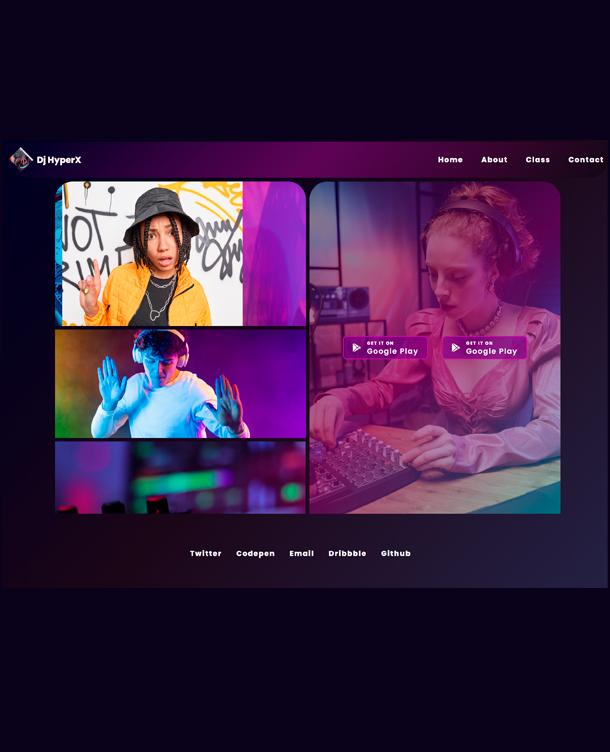 Dj HyperX
Home About Class Contact
NOT
GET IT ON
Google Play
GET IT ON
Google Play
Twitter Codepen Email Dribbble Github